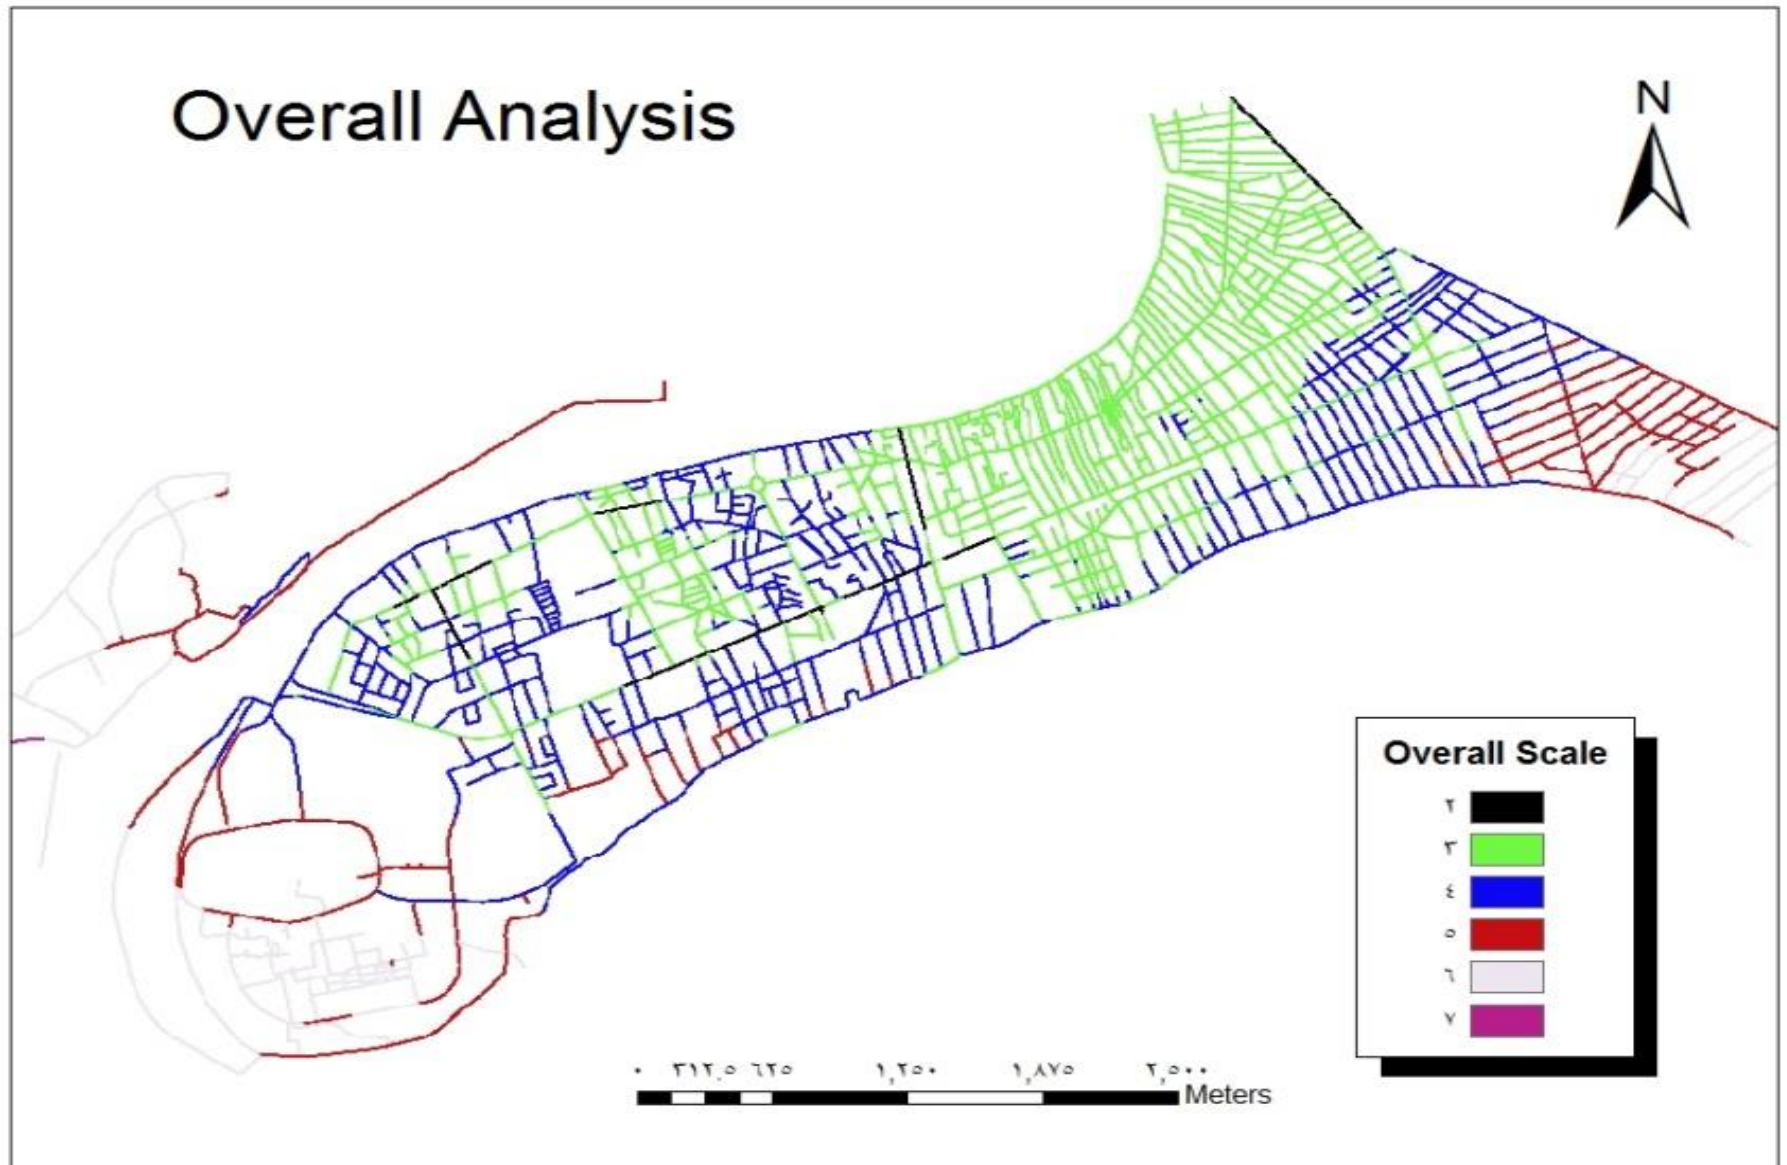 Overall Analysis
N
Overall Scale
٢
٣
٤
٥
٦
٧
٠ ٣١٢.٥ ٦٢٥ ١,٢٥٠ ١,٨٧٥ ٢,٥٠٠
Meters